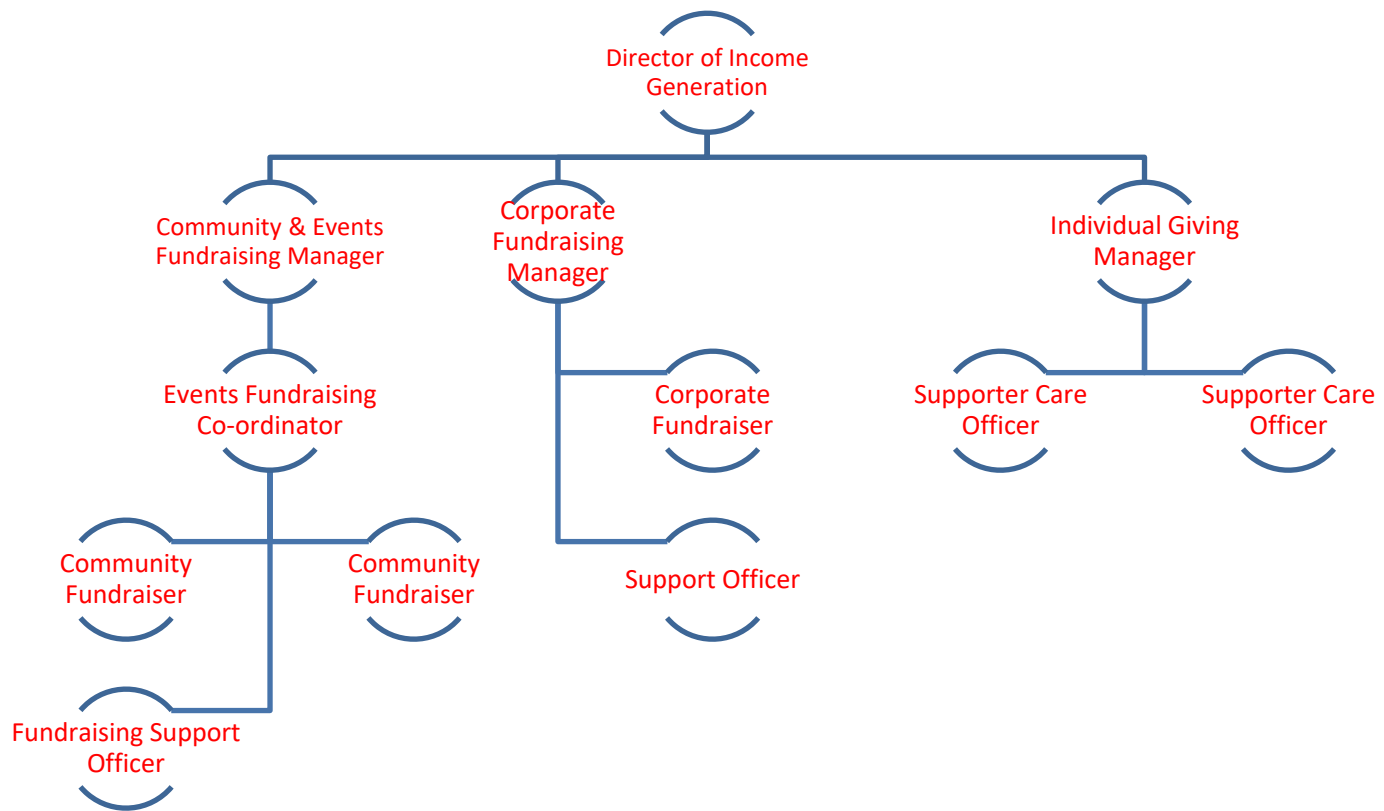 Director of Income
Generation
Community & Events
Fundraising Manager
Corporate
Fundraising
Manager
Individual Giving
Manager
Events Fundraising
Co-ordinator
Corporate
Fundraiser
Supporter Care
Officer
Supporter Care
Officer
Community
Fundraiser
Community
Fundraiser
Support Officer
Fundraising Support
Officer